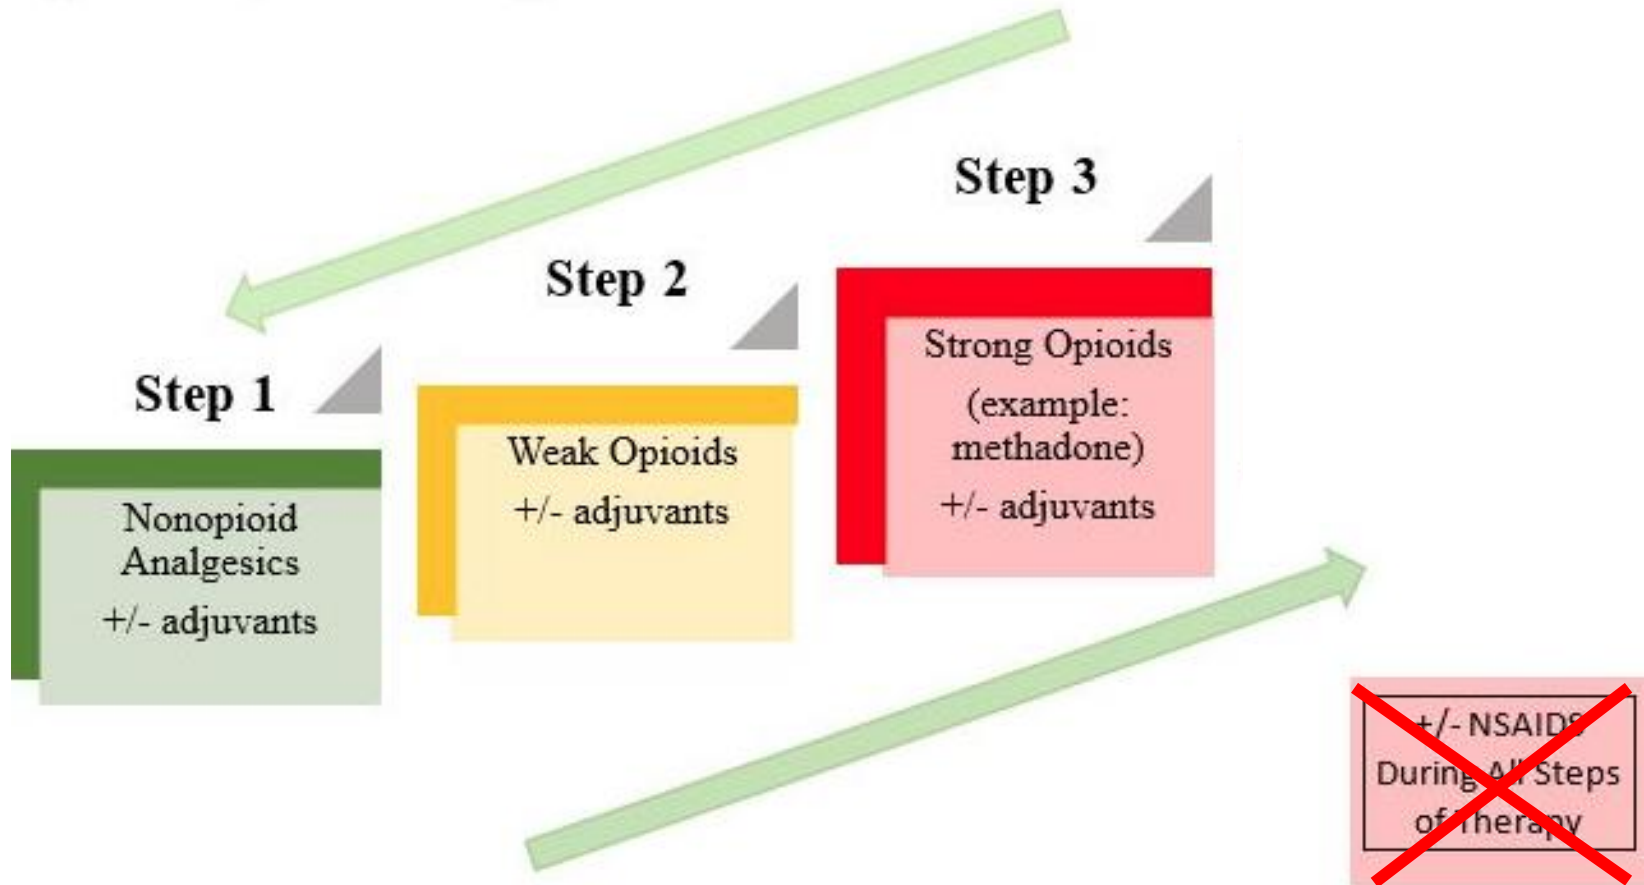 Step 1
Nonopioid
Analgesics
+/- adjuvants
Step 2
Weak Opioids
+/- adjuvants
Step 3
Strong Opioids
(example:
methadone)
+/- adjuvants
+/- NSAIDS
During All Steps
of Therapy